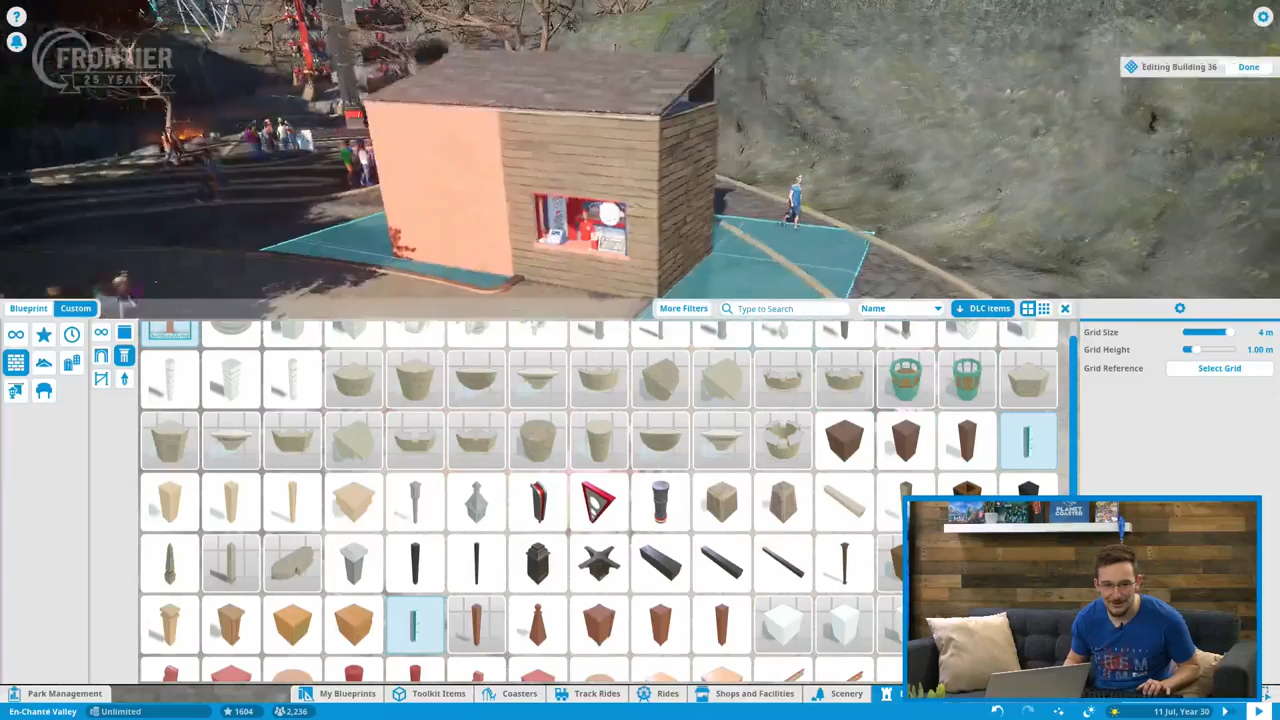 FRONTIER
25 YEARS
Editing Building 36
Done
Blueprint
Custom
More Filters
Type to Search
Name
DLC items
Grid Size
4 m
Grid Height
1.00 m
Grid Reference
Select Grid
PLANET
COASTER
Park Management
My Blueprints
Toolkit Items
Coasters
Track Rides
Rides
Shops and Facilities
Scenery
En-Chanté Valley
Unlimited
1604
2,236
11 Jul, Year 30